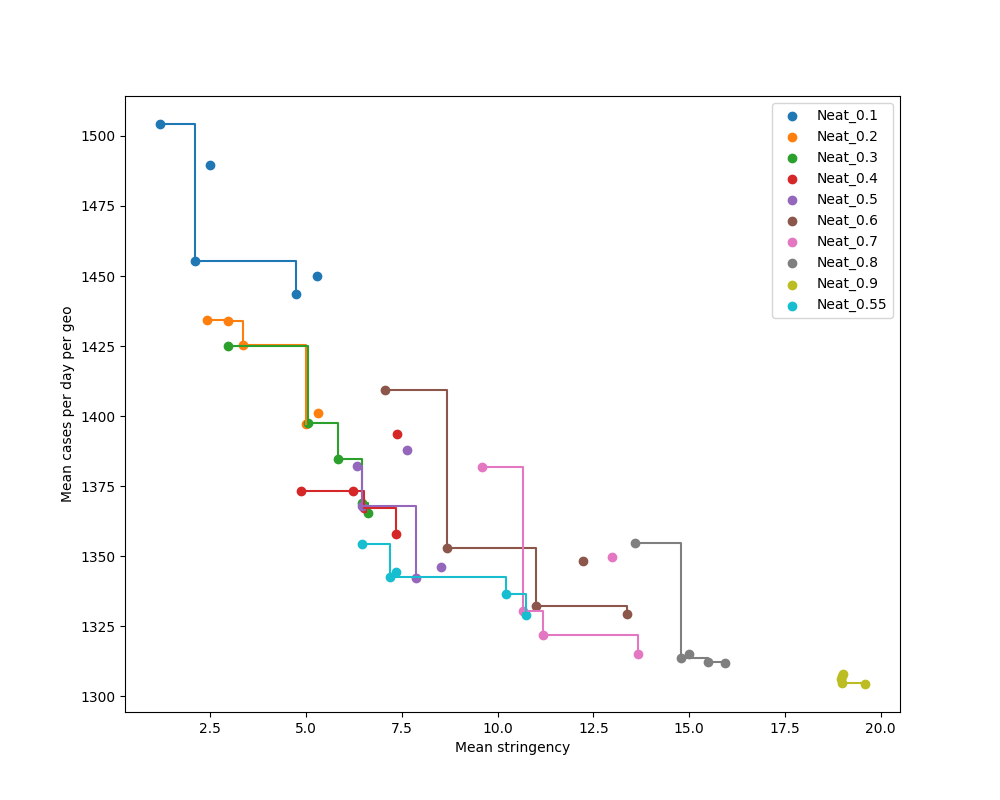 1500
1475
1450
1425
1400
1375
1350
1325
1300
Mean cases per day per geo
2.5
5.0
7.5
10.0
12.5
15.0
17.5
20.0
Mean stringency
Neat_0.1
Neat_0.2
Neat_0.3
Neat_0.4
Neat_0.5
Neat_0.6
Neat_0.7
Neat_0.8
Neat_0.9
Neat_0.55